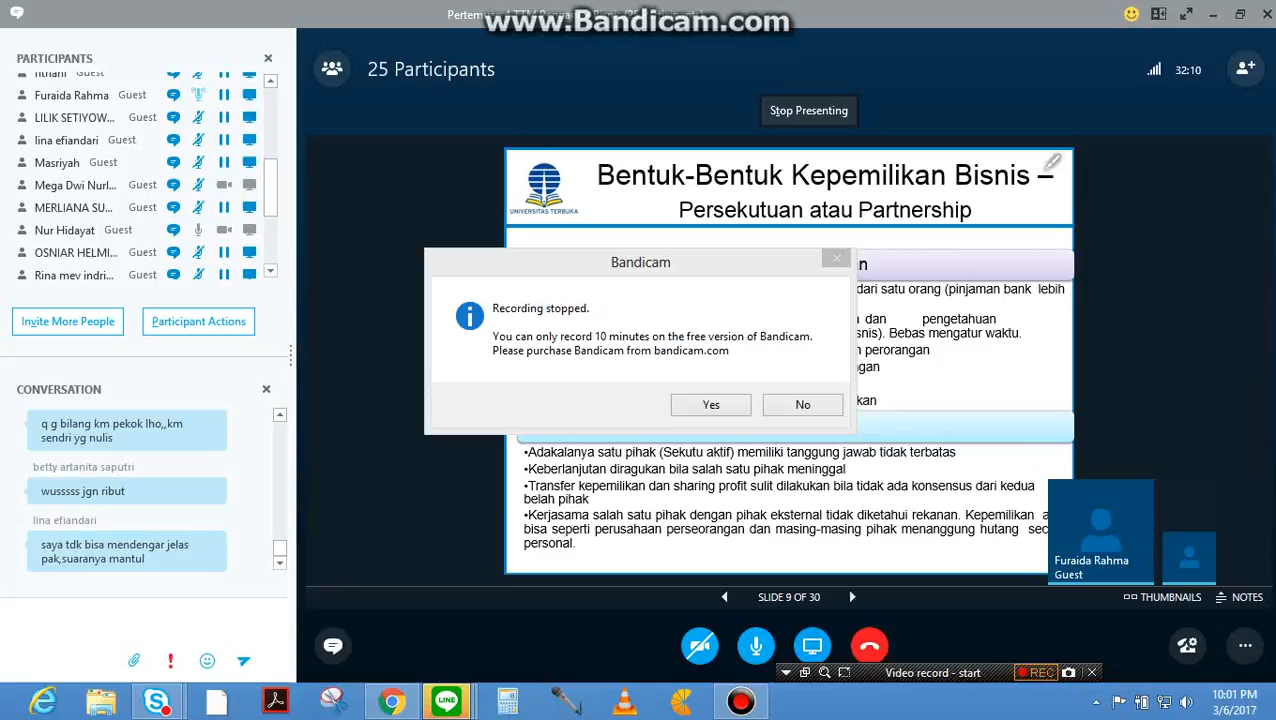 www.Bandicam.com
PARTICIPANTS
Furaida Rahma Guest
LILIK SETIYOW... Guest
lina efiandari Guest
Masriyah Guest
Mega Dwi Nurl... Guest
MERLIANA SU... Guest
Nur Hidayat Guest
OSNIAR HELMI... Guest
Rina mev indri... Guest
Invite More People
Participant Actions
CONVERSATION
q g bilang km pekok lho,,km
sendri yg nulis
betty artanita saputri
wusssss jgn ribut
lina efiandari
saya tdk bisa mendengar jelas
pak,suaranya mantul
25 Participants
32:10
Stop Presenting
UNIVERSITAS TERBUKA
Bentuk-Bentuk Kepemilikan Bisnis –
Persekutuan atau Partnership
an
dari satu orang (pinjaman bank lebih
a dan pengetahuan
snis). Bebas mengatur waktu.
perorangan
ngan
kan
Bandicam
Recording stopped.
You can only record 10 minutes on the free version of Bandicam.
Please purchase Bandicam from bandicam.com
Yes
No
•Adakalanya satu pihak (Sekutu aktif) memiliki tanggung jawab tidak terbatas
•Keberlanjutan diragukan bila salah satu pihak meninggal
•Transfer kepemilikan dan sharing profit sulit dilakukan bila tidak ada konsensus dari kedua
belah pihak
•Kerjasama salah satu pihak dengan pihak eksternal tidak diketahui rekanan. Kepemilikan a
bisa seperti perusahaan perseorangan dan masing-masing pihak menanggung hutang sec
personal.
Furaida Rahma
Guest
SLIDE 9 OF 30
THUMBNAILS
NOTES
Video record - start
REC
LINE
10:01 PM
3/6/2017